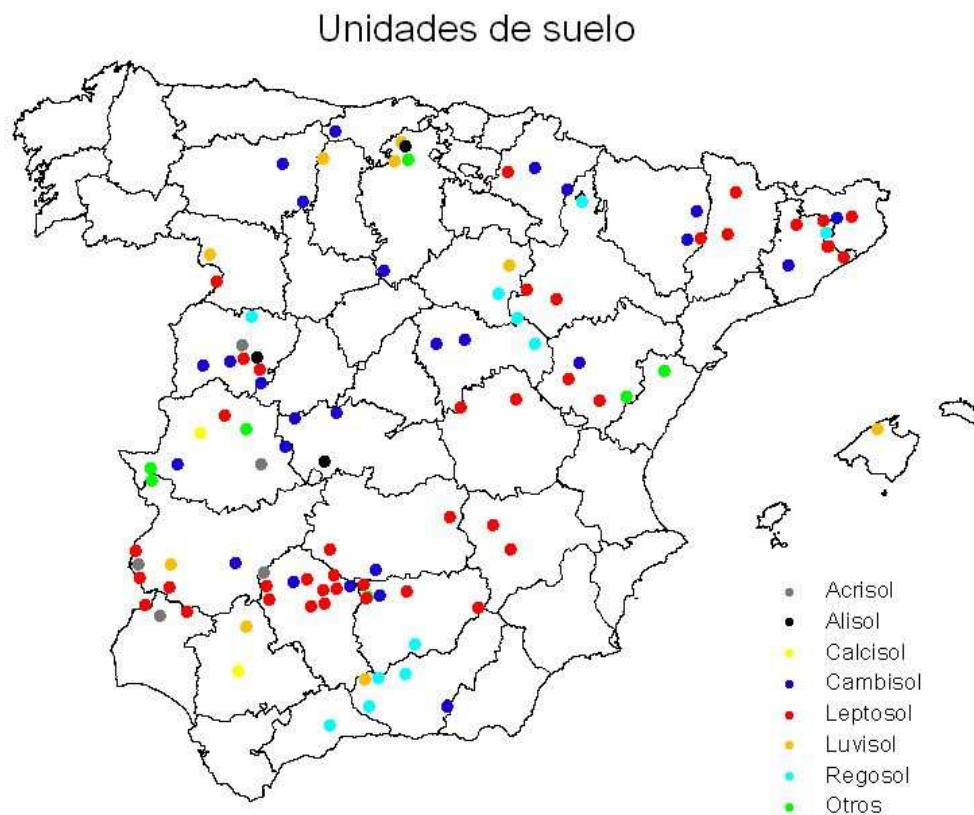 Unidades de suelo
Acrisol
Alisol
Calcisol
Cambisol
Leptosol
Luvisol
Regosol
Otros